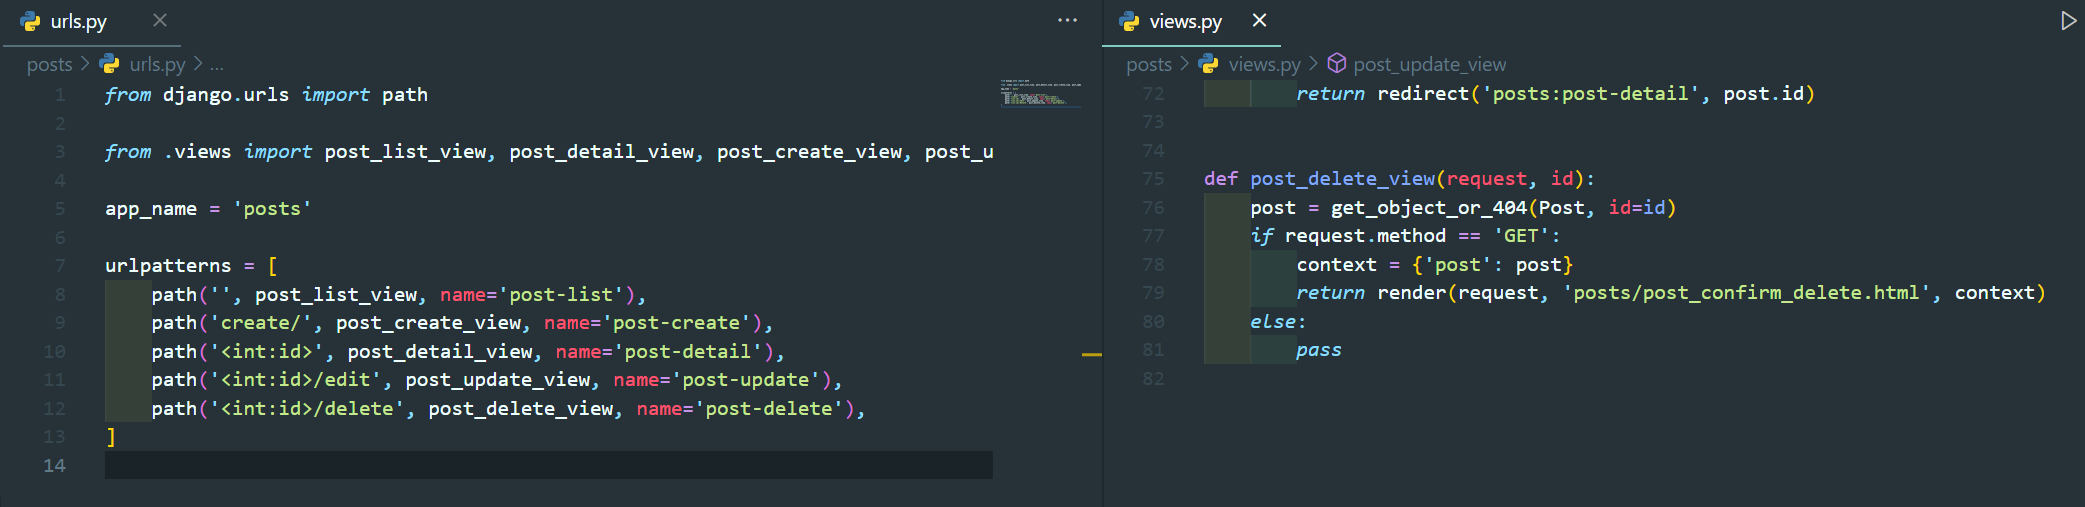 urls.py
posts > urls.py > ...
1 from django.urls import path
2
3 from .views import post_list_view, post_detail_view, post_create_view, post_u
4
5 app_name = 'posts'
6
7 urlpatterns = [
8 path('', post_list_view, name='post-list'),
9 path('create/', post_create_view, name='post-create'),
10 path('<int:id>', post_detail_view, name='post-detail'),
11 path('<int:id>/edit', post_update_view, name='post-update'),
12 path('<int:id>/delete', post_delete_view, name='post-delete'),
13 ]
14
views.py
posts > views.py > post_update_view
72 return redirect('posts:post-detail', post.id)
73
74
75 def post_delete_view(request, id):
76 post = get_object_or_404(Post, id=id)
77 if request.method == 'GET':
78 context = {'post': post}
79 return render(request, 'posts/post_confirm_delete.html', context)
80 else:
81 pass
82